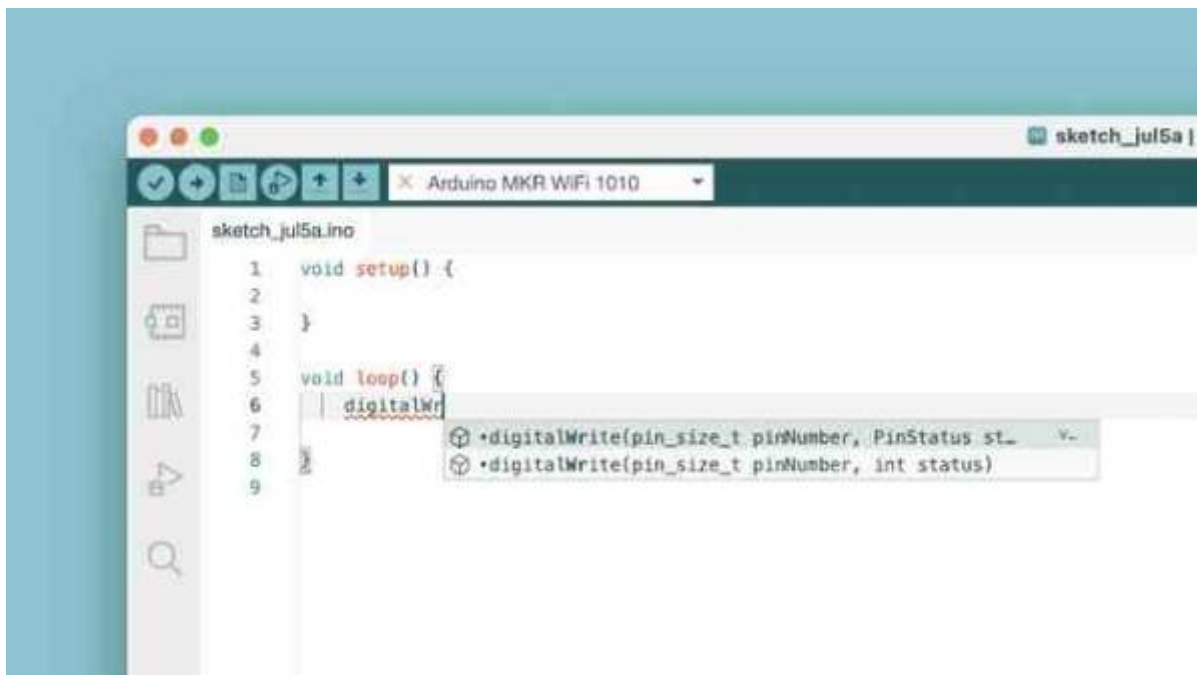 sketch_jul5a |
Arduino MKR WiFi 1010
sketch_jul5a.ino
1 void setup() {
2
3 }
4
5 void loop() {
6 digitalWr
7
8 }
9
•digitalWrite(pin_size_t pinNumber, PinStatus st…
•digitalWrite(pin_size_t pinNumber, int status)